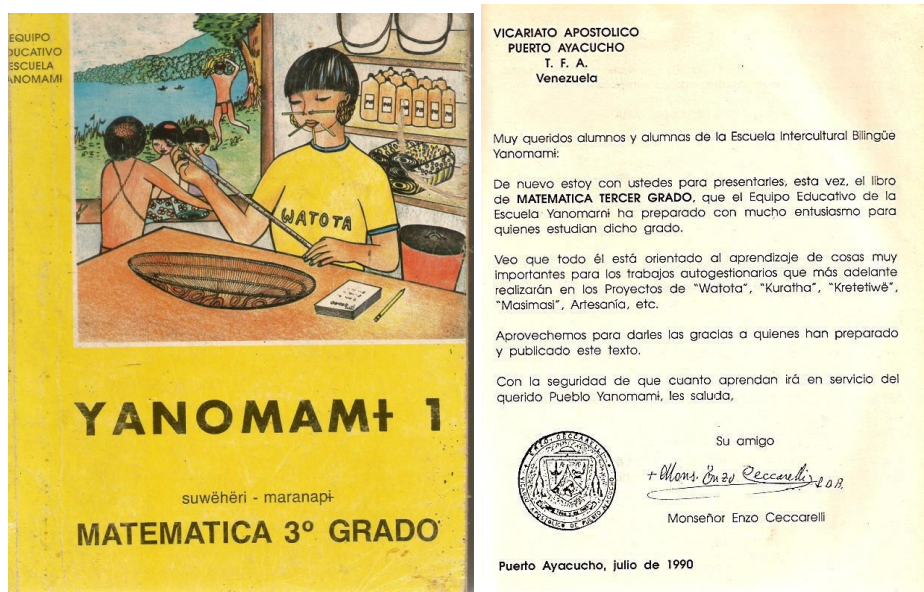 EQUIPO
EDUCATIVO
ESCUELA
YANOMAMɨ
WATOTA
YANOMAMɨ 1
suwëhëri - maranapɨ
MATEMATICA 3º GRADO
VICARIATO APOSTOLICO
PUERTO AYACUCHO
T. F. A.
Venezuela
Muy queridos alumnos y alumnas de la Escuela Intercultural Bilingüe
Yanomamɨ:
De nuevo estoy con ustedes para presentarles, esta vez, el libro
de MATEMATICA TERCER GRADO, que el Equipo Educativo de la
Escuela Yanomamɨ ha preparado con mucho entusiasmo para
quienes estudian dicho grado.
Veo que todo él está orientado al aprendizaje de cosas muy
importantes para los trabajos autogestionarios que más adelante
realizarán en los Proyectos de "Watota", "Kuratha", "Kretetiwë",
"Masimasi", Artesanía, etc.
Aprovechemos para darles las gracias a quienes han preparado
y publicado este texto.
Con la seguridad de que cuanto aprendan irá en servicio del
querido Pueblo Yanomamɨ, les saluda,
Su amigo
+ Mons. Enzo Ceccarelli S.D.B.
Monseñor Enzo Ceccarelli
Puerto Ayacucho, julio de 1990